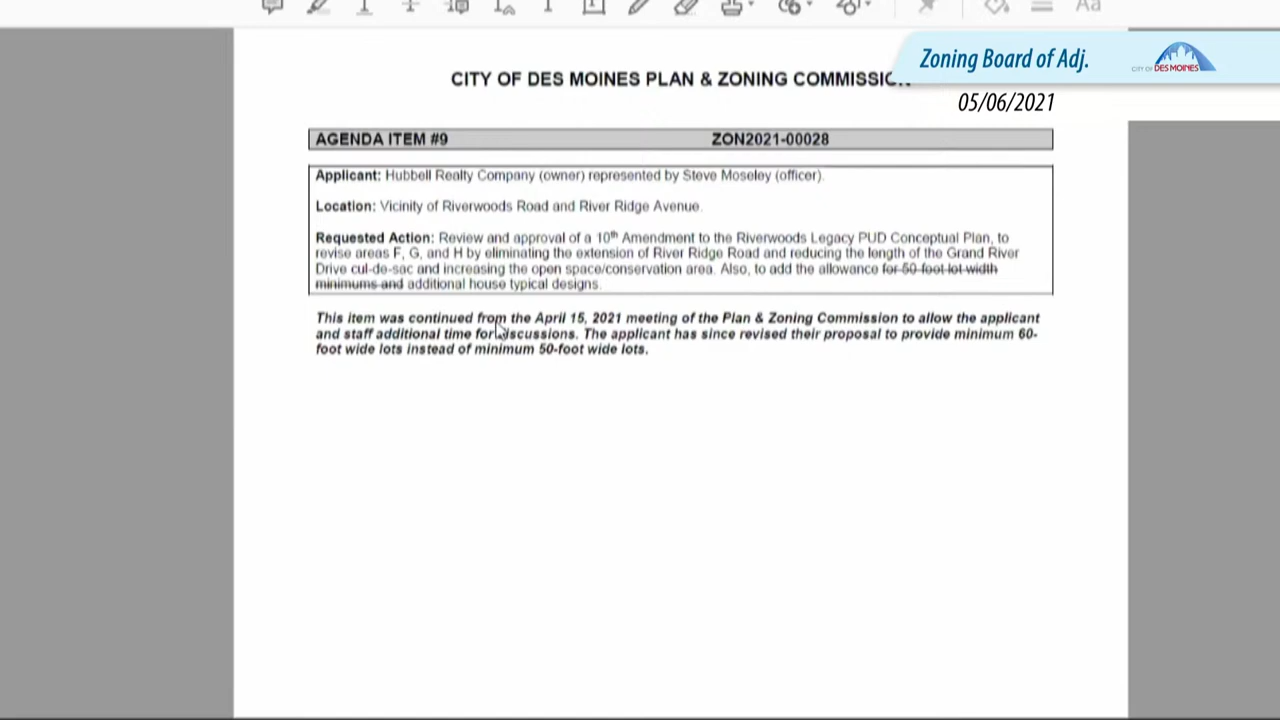 Aa
Zoning Board of Adj.
CITY OF DES MOINES
05/06/2021
CITY OF DES MOINES PLAN & ZONING COMMISSION
AGENDA ITEM #9 ZON2021-00028
Applicant: Hubbell Realty Company (owner) represented by Steve Moseley (officer).
Location: Vicinity of Riverwoods Road and River Ridge Avenue.
Requested Action: Review and approval of a 10th Amendment to the Riverwoods Legacy PUD Conceptual Plan, to
revise areas F, G, and H by eliminating the extension of River Ridge Road and reducing the length of the Grand River
Drive cul-de-sac and increasing the open space/conservation area. Also, to add the allowance for 50-foot lot width
minimums and additional house typical designs.
This item was continued from the April 15, 2021 meeting of the Plan & Zoning Commission to allow the applicant
and staff additional time for discussions. The applicant has since revised their proposal to provide minimum 60-
foot wide lots instead of minimum 50-foot wide lots.